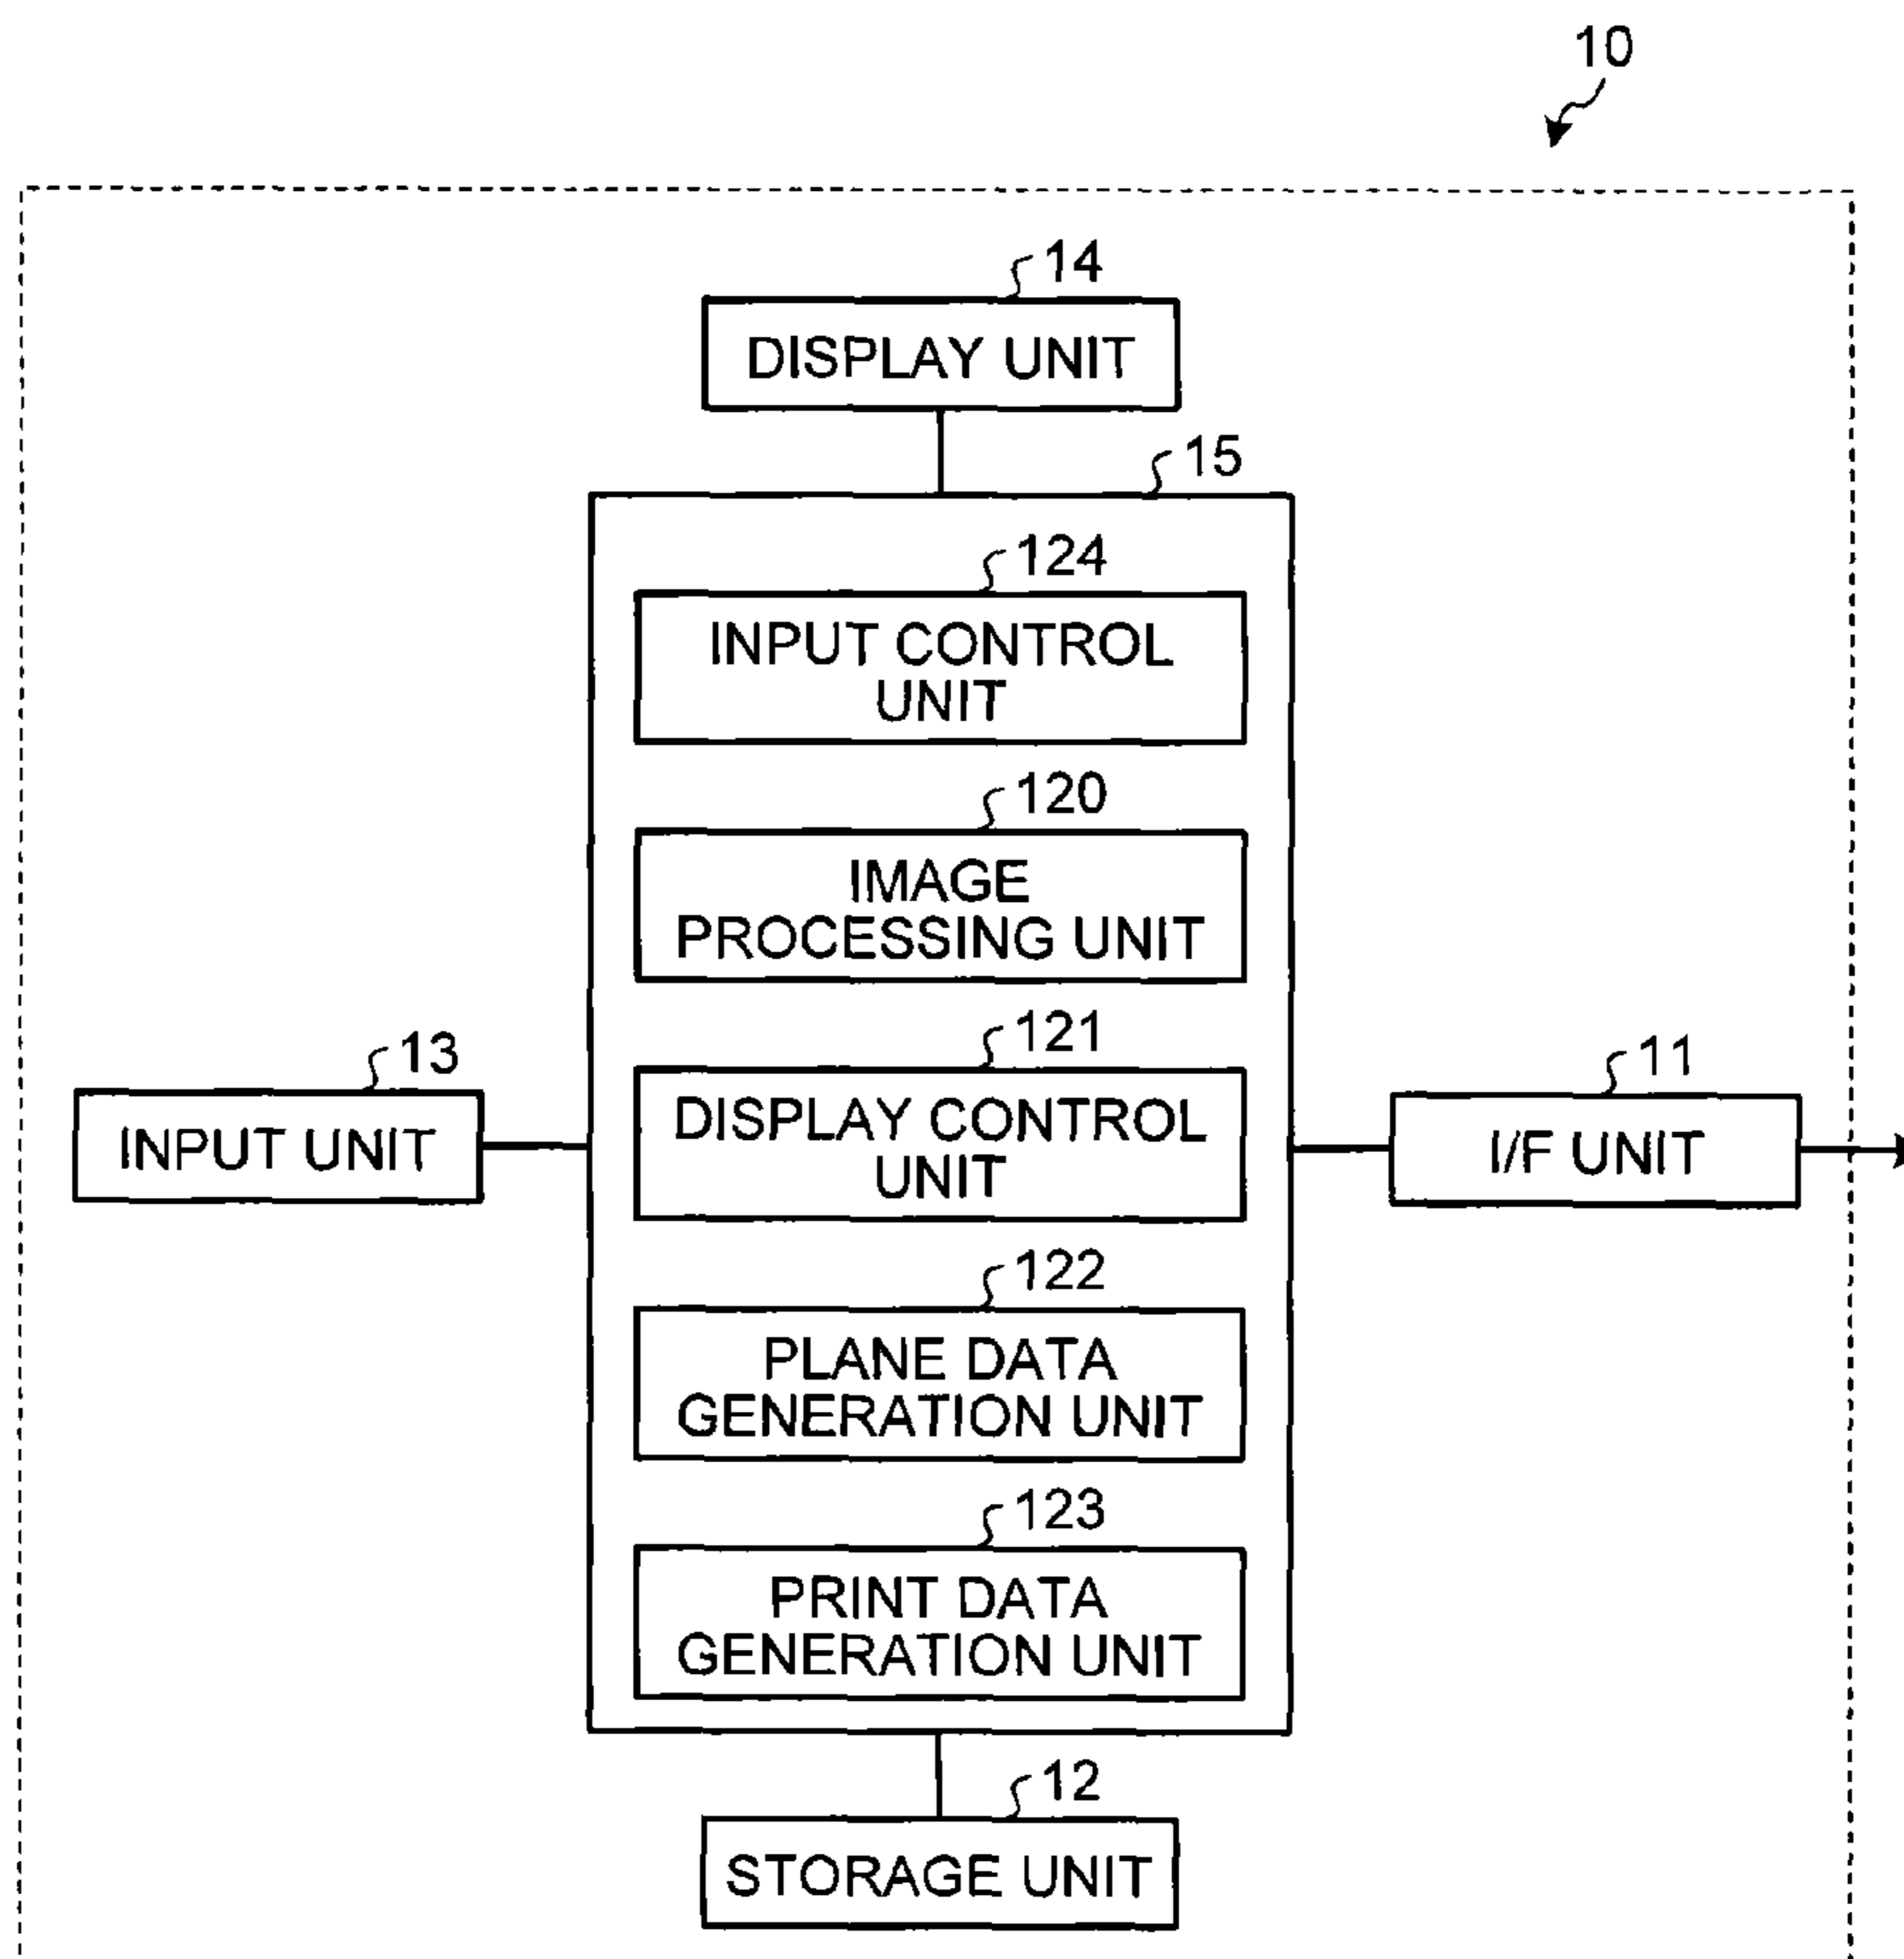 10
14
DISPLAY UNIT
15
124
INPUT CONTROL
UNIT
120
IMAGE
PROCESSING UNIT
121
DISPLAY CONTROL
UNIT
13
INPUT UNIT
11
I/F UNIT
122
PLANE DATA
GENERATION UNIT
123
PRINT DATA
GENERATION UNIT
12
STORAGE UNIT